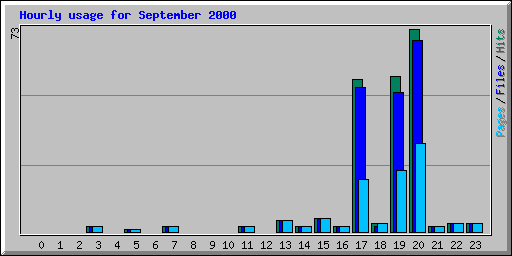 Hourly usage for September 2000
73
Pages/Files/Hits
0 1 2 3 4 5 6 7 8 9 10 11 12 13 14 15 16 17 18 19 20 21 22 23